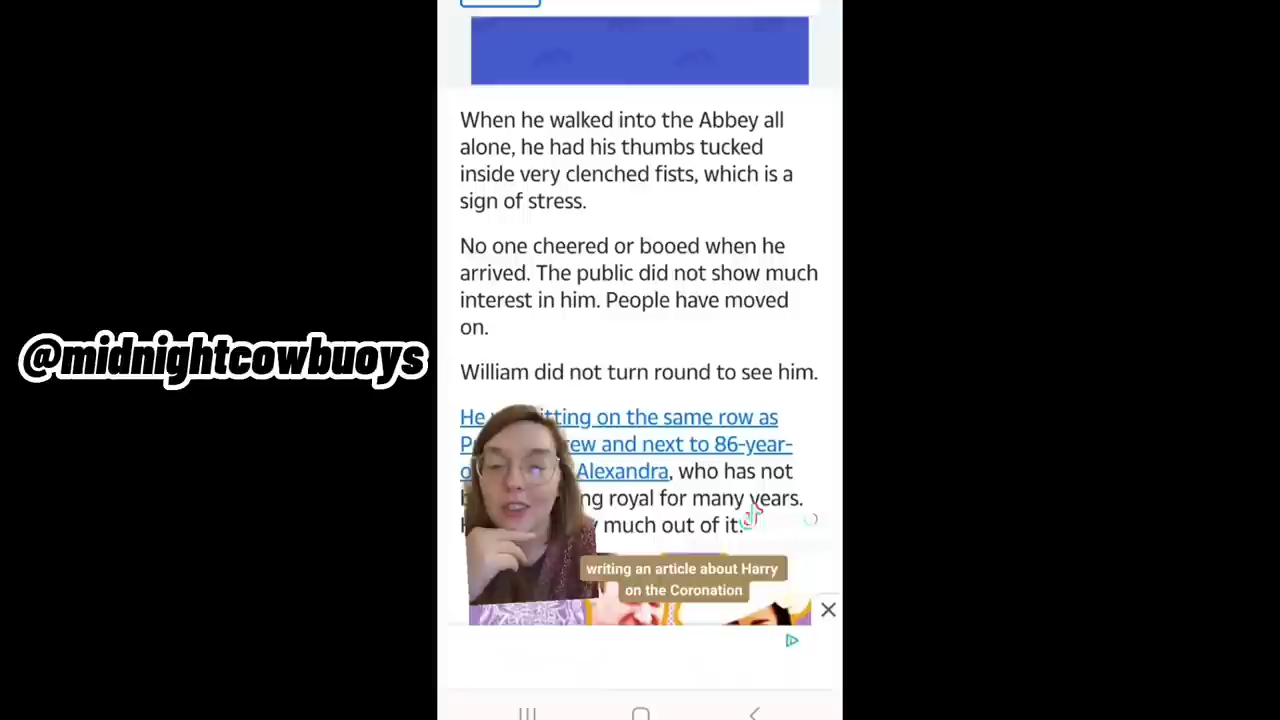 When he walked into the Abbey all
alone, he had his thumbs tucked
inside very clenched fists, which is a
sign of stress.
No one cheered or booed when he
arrived. The public did not show much
interest in him. People have moved
on.
William did not turn round to see him.
He itting on the same row as
ew and next to 86-year-
Alexandra, who has not
ng royal for many years.
much out of it.
@midnightcowbuoys
writing an article about Harry
on the Coronation